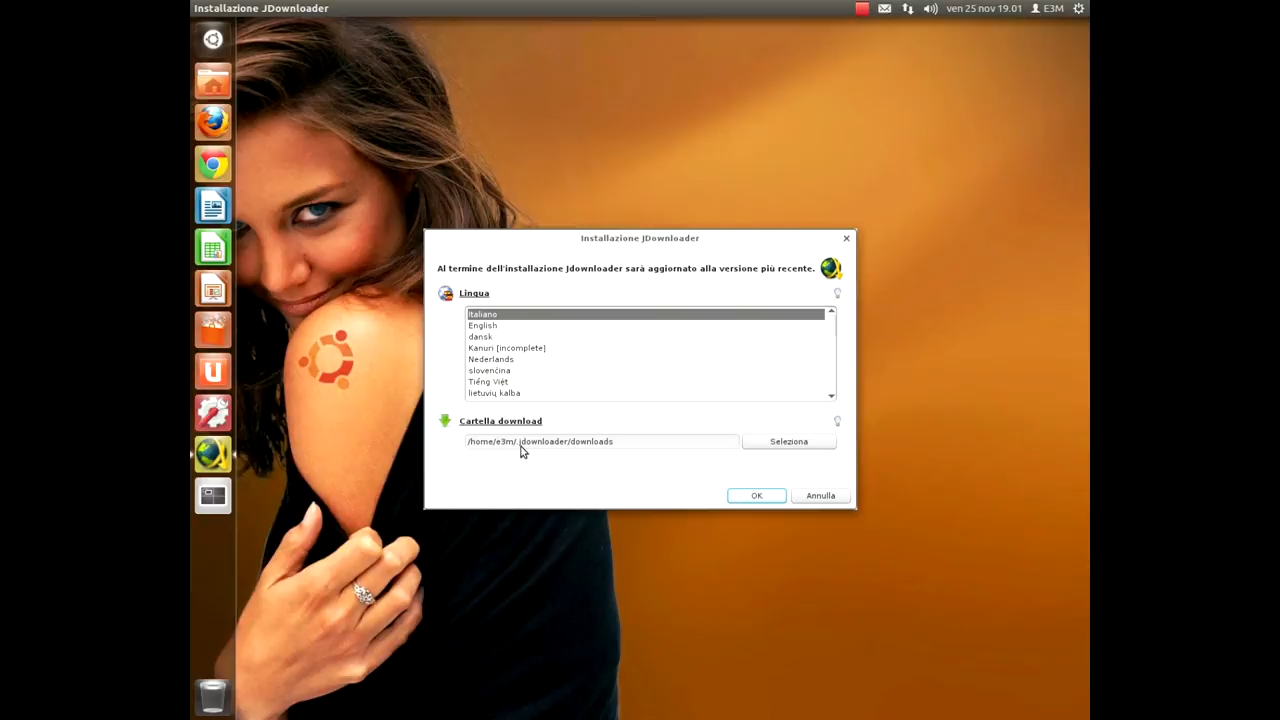 Installazione JDownloader
ven 25 nov 19.01
E3M
Installazione JDownloader
Al termine dell'installazione Jdownloader sarà aggiornato alla versione più recente.
Lingua
Italiano
English
dansk
Kanuri [incomplete]
Nederlands
slovenčina
Tiếng Việt
lietuvių kalba
Cartella download
/home/e3m/.jdownloader/downloads
Seleziona
OK
Annulla